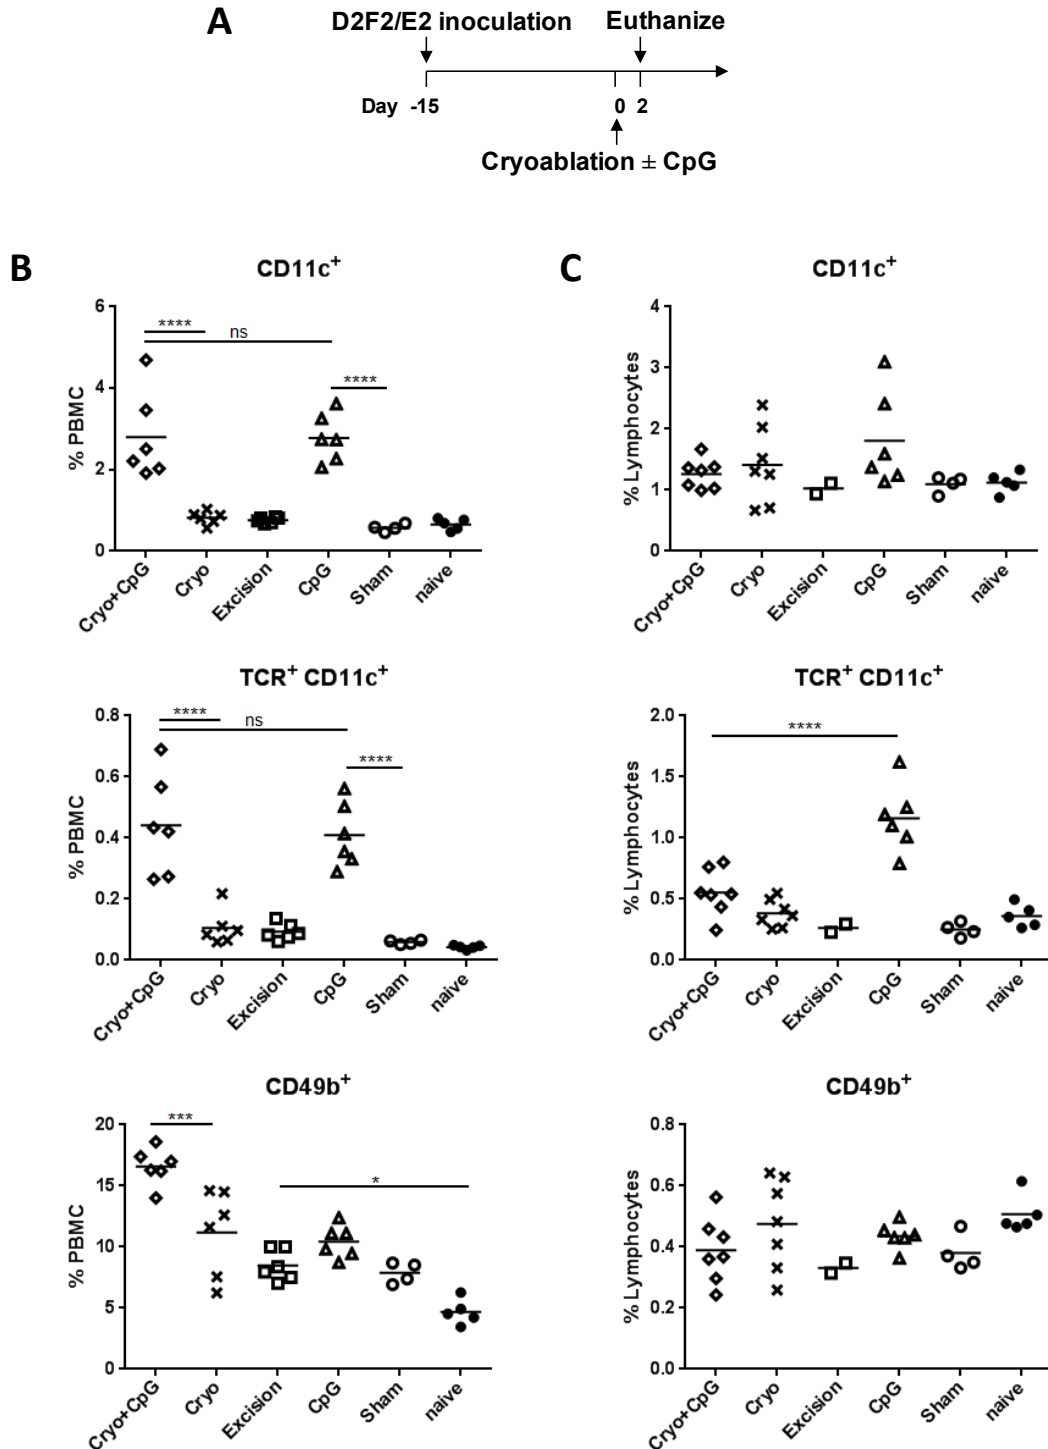 A
D2F2/E2 inoculation Euthanize
Day -15 0 2
Cryoablation ± CpG
B
CD11c+
% PBMC
6
4
2
0
****
ns
****
Cryo+CpG
Cryo
Excision
CpG
Sham
naive
C
CD11c+
% Lymphocytes
4
3
2
1
0
Cryo+CpG
Cryo
Excision
CpG
Sham
naive
TCR+ CD11c+
% PBMC
0.8
0.6
0.4
0.2
0.0
****
ns
****
Cryo+CpG
Cryo
Excision
CpG
Sham
naive
TCR+ CD11c+
% Lymphocytes
2.0
1.5
1.0
0.5
0.0
****
Cryo+CpG
Cryo
Excision
CpG
Sham
naive
CD49b+
% PBMC
20
15
10
5
0
***
*
Cryo+CpG
Cryo
Excision
CpG
Sham
naive
CD49b+
% Lymphocytes
0.8
0.6
0.4
0.2
0.0
Cryo+CpG
Cryo
Excision
CpG
Sham
naive